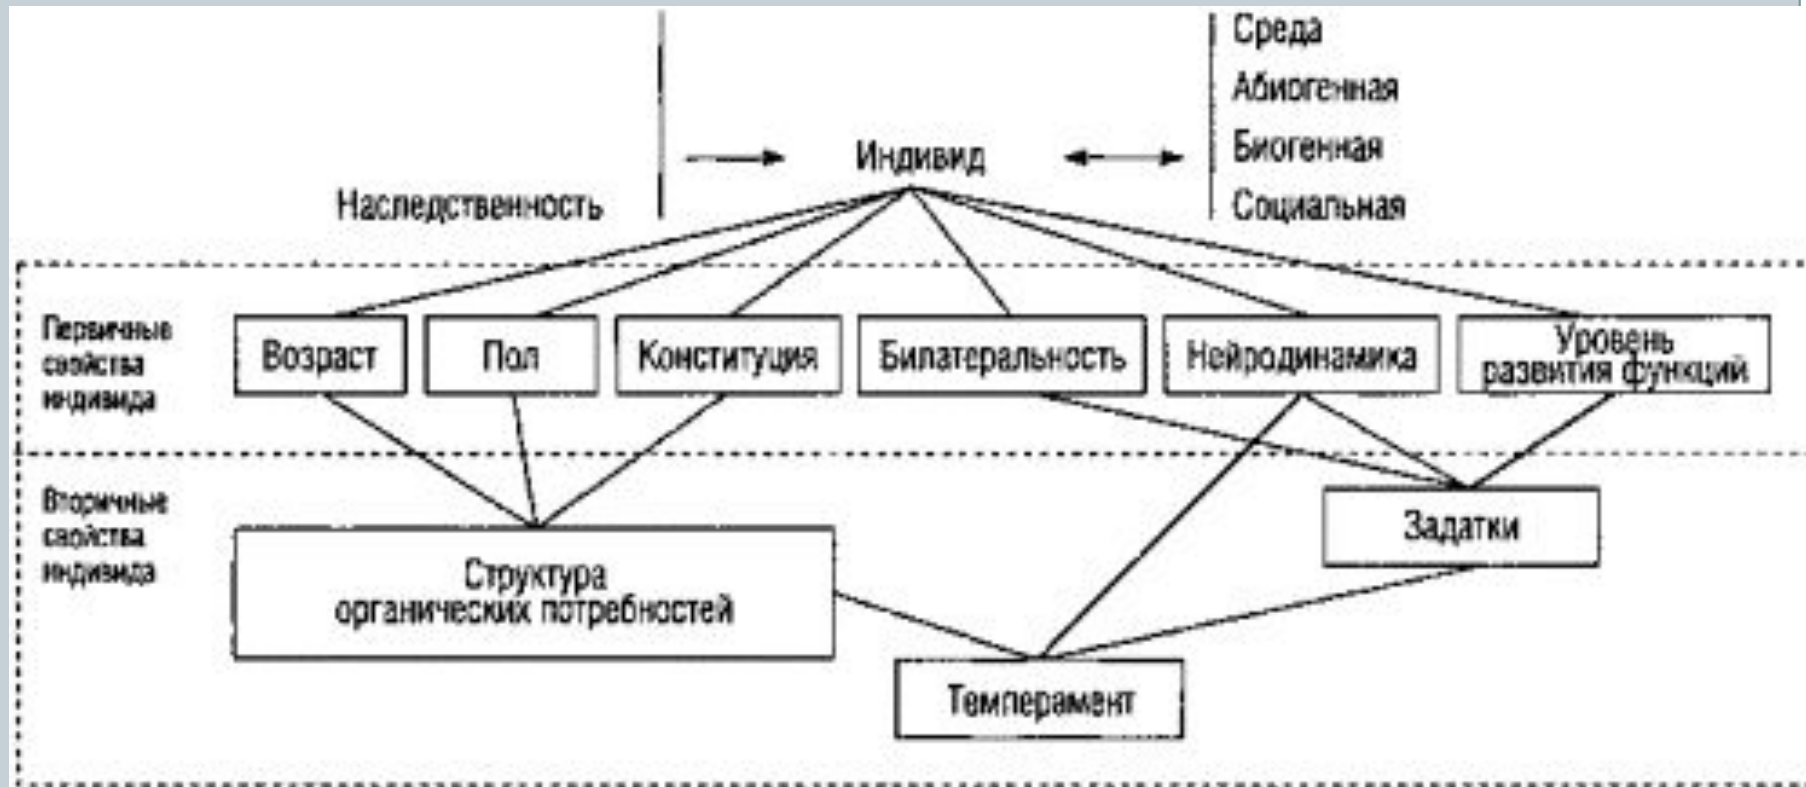 Среда
Абиогенная
Индивид
Биогенная
Наследственность
Социальная
Первичные
свойства
индивида
Возраст
Пол
Конституция
Билатеральность
Нейродинамика
Уровень
развития функций
Вторичные
свойства
индивида
Структура
органических потребностей
Задатки
Темперамент